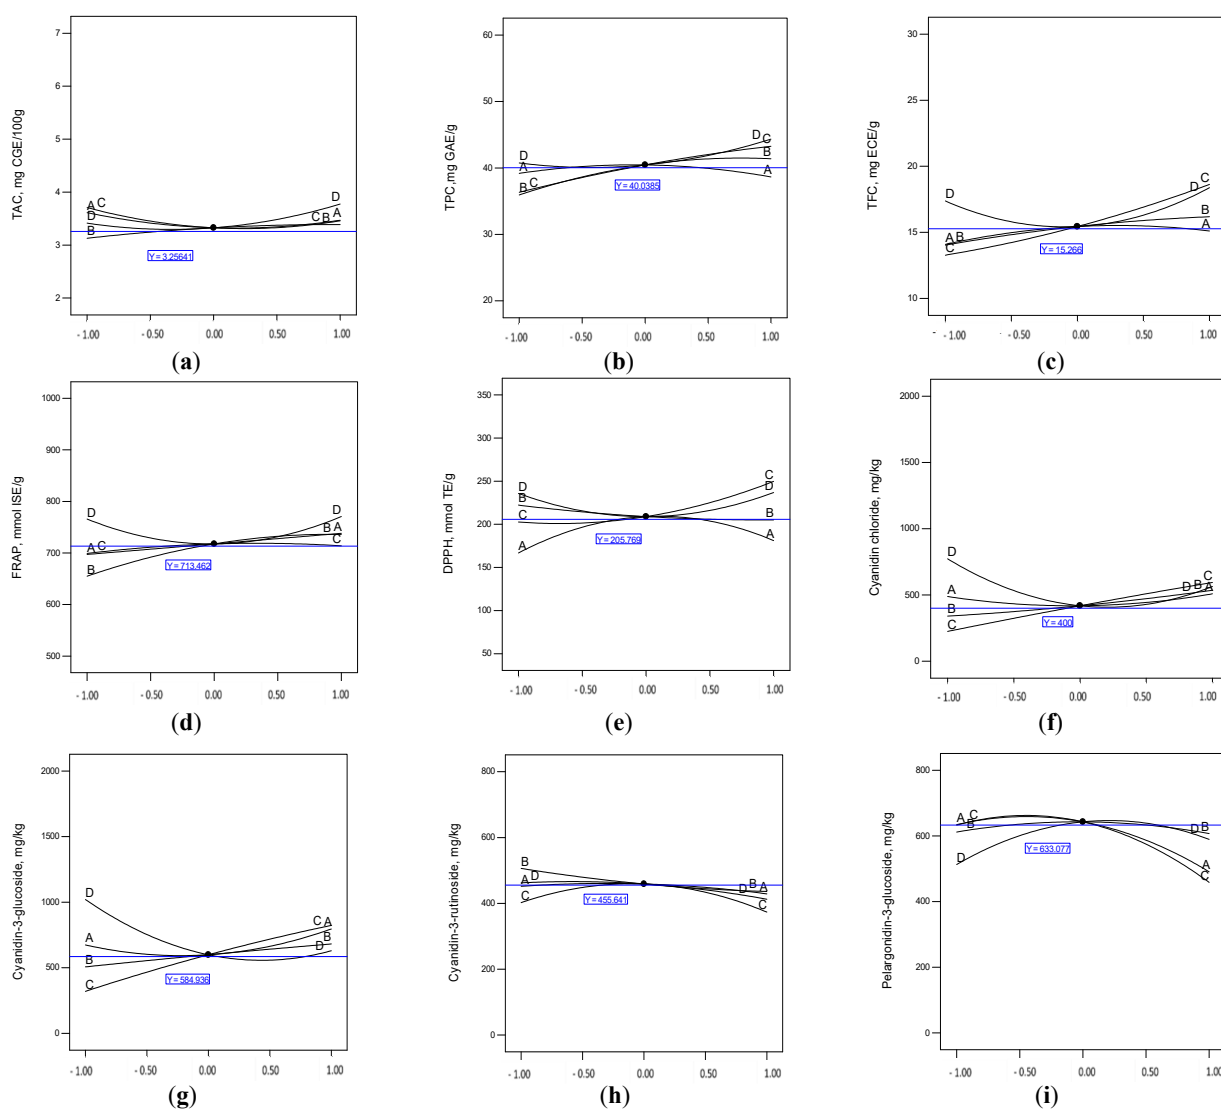 TAC, mg CGE/100g
7
6
5
4
3
2
A C
D
B
D
C B A
Y = 3.25641
- 1.00 - 0.50 0.00 0.50 1.00
(a)
TPC,mg GAE/g
60
50
40
30
20
D
A
B C
D C
B
A
Y = 40.0385
- 1.00 - 0.50 0.00 0.50 1.00
(b)
TFC, mg ECE/g
30
25
20
15
10
D
A B
C
C
D
B
A
Y = 15.266
- 1.00 - 0.50 0.00 0.50 1.00
(c)
FRAP, mmol ISE/g
1000
900
800
700
600
500
D
A C
B
D
B A
C
Y = 713.462
- 1.00 - 0.50 0.00 0.50 1.00
(d)
DPPH, mmol TE/g
350
300
250
200
150
100
50
D
B
C
A
C
D
B
A
Y = 205.769
- 1.00 - 0.50 0.00 0.50 1.00
(e)
Cyanidin chloride, mg/kg
2000
1500
1000
500
0
D
A
B
C
C
D B A
Y = 400
- 1.00 - 0.50 0.00 0.50 1.00
(f)
Cyanidin-3-glucoside, mg/kg
2000
1500
1000
500
0
D
A
B
C
C A
B
D
Y = 584.936
- 1.00 - 0.50 0.00 0.50 1.00
(g)
Cyanidin-3-rutinoside, mg/kg
800
600
400
200
0
B
A D
C
D B A
C
Y = 455.641
- 1.00 - 0.50 0.00 0.50 1.00
(h)
Pelargonidin-3-glucoside, mg/kg
800
600
400
200
0
A B C
D
D B
A
C
Y = 633.077
- 1.00 - 0.50 0.00 0.50 1.00
(i)